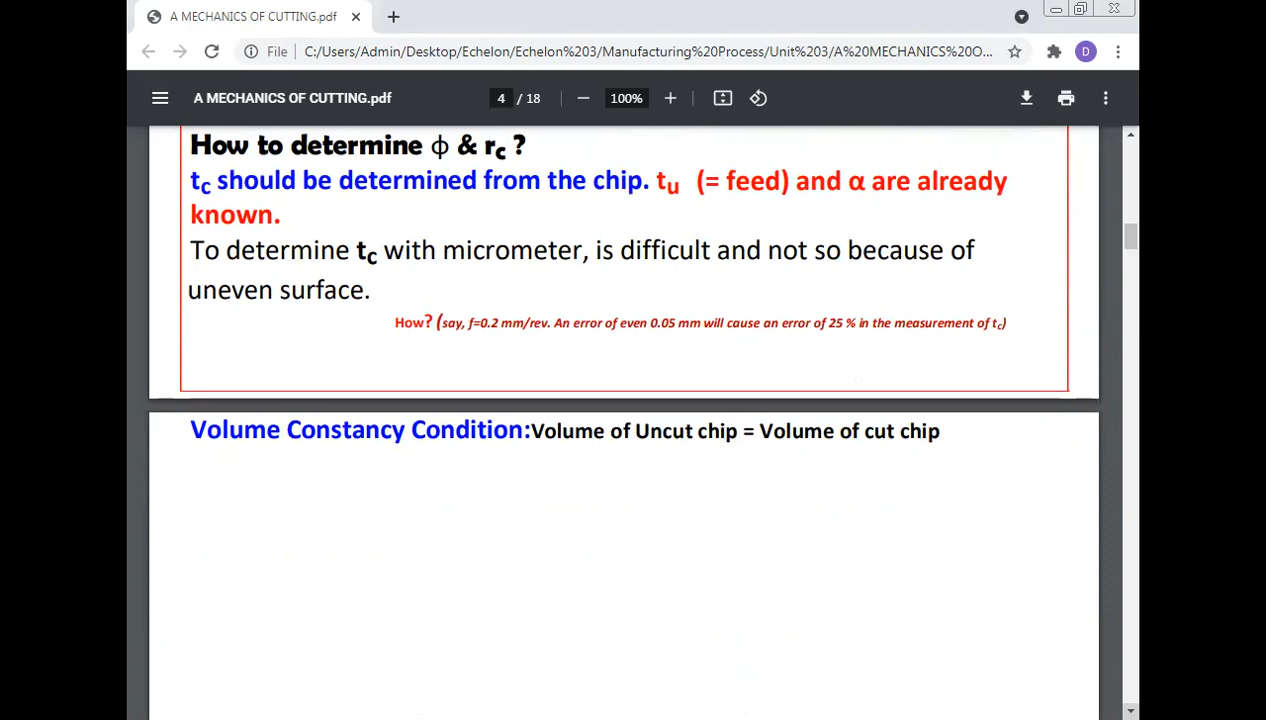 A MECHANICS OF CUTTING.pdf
File C:/Users/Admin/Desktop/Echelon/Echelon%203/Manufacturing%20Process/Unit%203/A%20MECHANICS%20O... D
A MECHANICS OF CUTTING.pdf 4 / 18 100%
How to determine ϕ & rc ?
tc should be determined from the chip. tu (= feed) and α are already
known.
To determine tc with micrometer, is difficult and not so because of
uneven surface.
How? (say, f=0.2 mm/rev. An error of even 0.05 mm will cause an error of 25 % in the measurement of tc)
Volume Constancy Condition:Volume of Uncut chip = Volume of cut chip